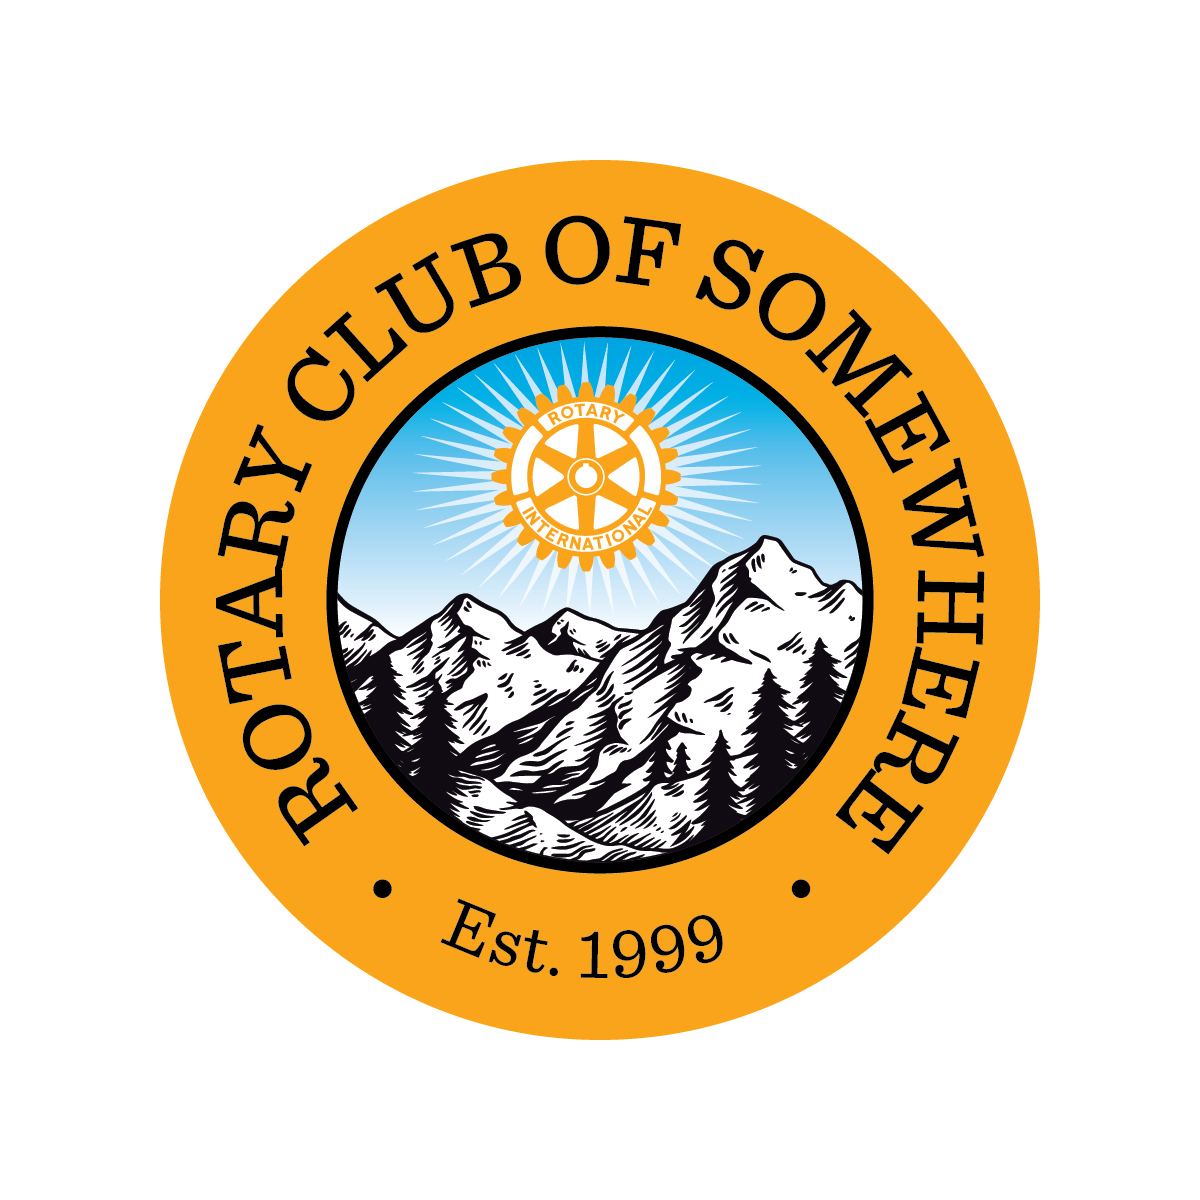 ROTARY CLUB OF SOMEWHERE
ROTARY
INTERNATIONAL
• Est. 1999 •